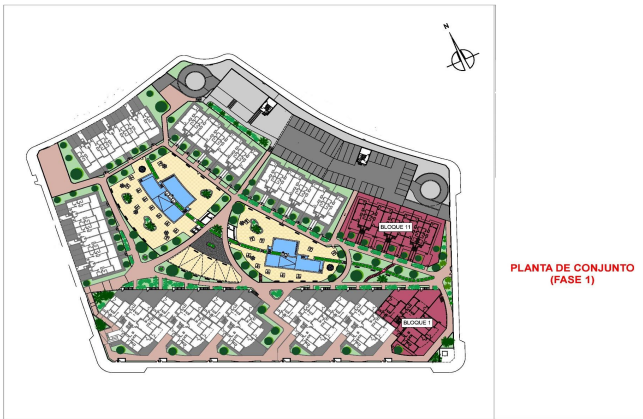 N
BLOQUE 11
PLANTA DE CONJUNTO
(FASE 1)
BLOQUE 1